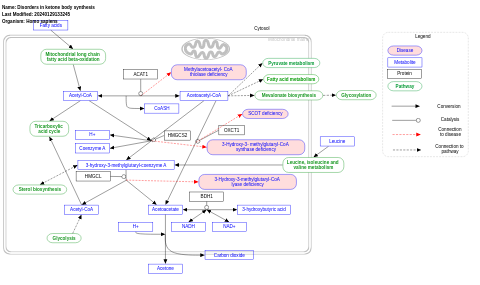 Name: Disorders in ketone body synthesis
Last Modified: 20240129133245
Organism: Homo sapiens
Fatty acids
Cytosol
Mitochondrial long chain
fatty acid beta-oxidation
ACAT1
Methylacetoacetyl- CoA
thiolase deficiency
Pyruvate metabolism
Fatty acid metabolism
Acetyl-CoA
Acetoacetyl-CoA
Mevalonate biosynthesis
Glycosylation
CoASH
SCOT deficiency
Tricarboxylic
acid cycle
H+
HMGCS2
OXCT1
Coenzyme A
3-Hydroxy-3- methylglutaryl-CoA
synthase deficiency
Leucine
3-hydroxy-3-methylglutaryl-coenzyme A
Leucine, isoleucine and
valine metabolism
HMGCL
3-Hydroxy-3-methylglutaryl-CoA
lyase deficiency
Sterol biosynthesis
BDH1
Acetyl-CoA
Acetoacetate
3-hydroxybutyric acid
H+
NADH
NAD+
Glycolysis
Carbon dioxide
Acetone
Legend
Disease
Metabolite
Protein
Pathway
Conversion
Catalysis
Connection
to disease
Connection to
pathway